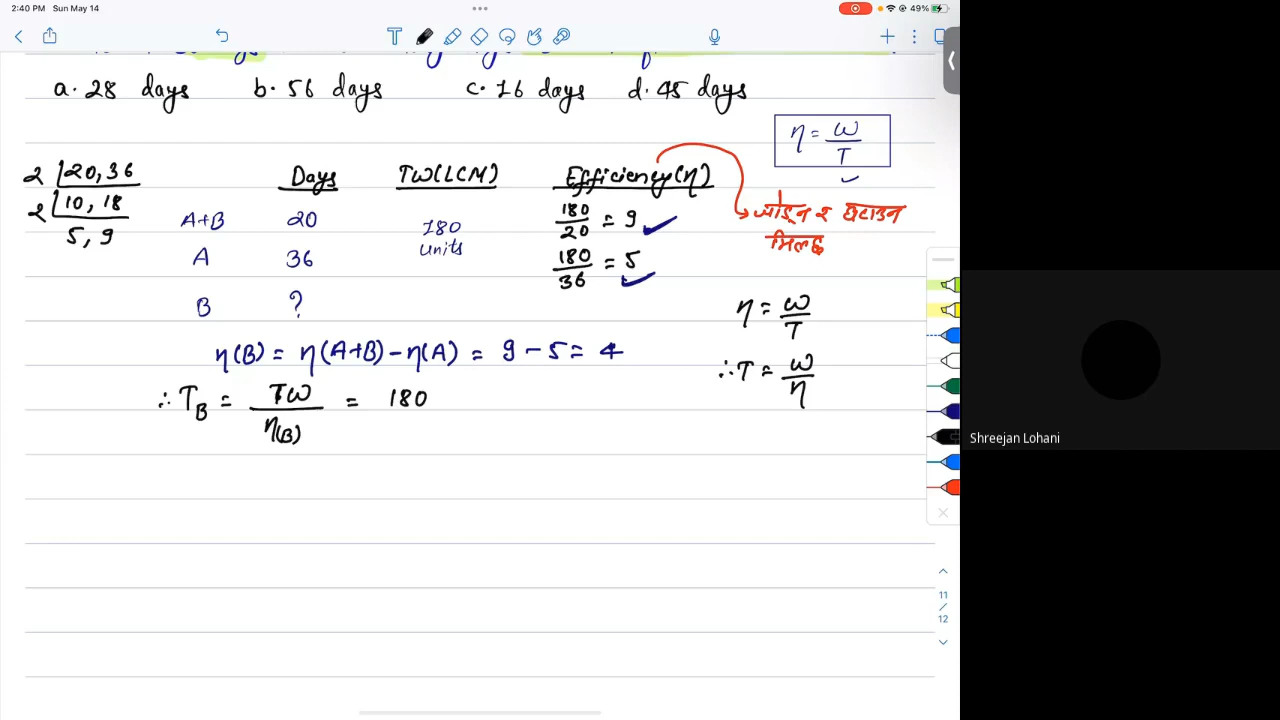 2:40 PM Sun May 14
49%
a. 28 days b. 56 days c. 16 days d. 45 days
η = ω/T
2 | 20, 36
2 | 10, 18
5, 9
Days TW(LCM) Efficiency(η)
A+B 20 180 units 180/20 = 9
A 36 180/36 = 5
B ?
जोड्न र घटाउन
मिल्छ
η = ω/T
η(B) = η(A+B) - η(A) = 9 - 5 = 4
∴ T = ω/η
∴ T_B = TW/η(B) = 180
Shreejan Lohani
11
/
12